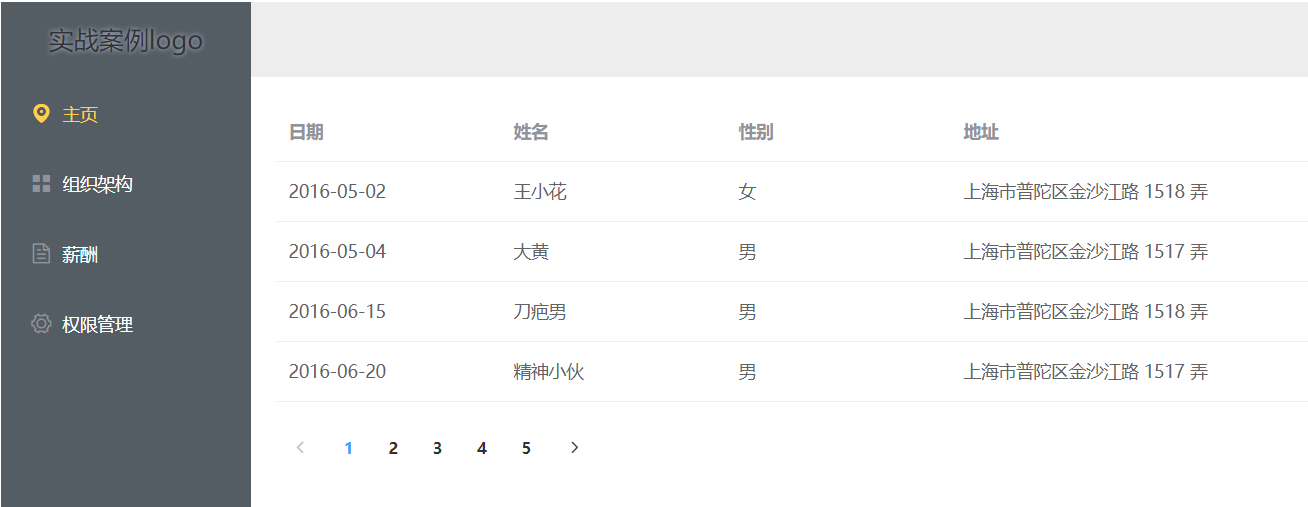 实战案例logo
主页
组织架构
薪酬
权限管理
日期 姓名 性别 地址
2016-05-02 王小花 女 上海市普陀区金沙江路 1518 弄
2016-05-04 大黄 男 上海市普陀区金沙江路 1517 弄
2016-06-15 刀疤男 男 上海市普陀区金沙江路 1518 弄
2016-06-20 精神小伙 男 上海市普陀区金沙江路 1517 弄
1 2 3 4 5